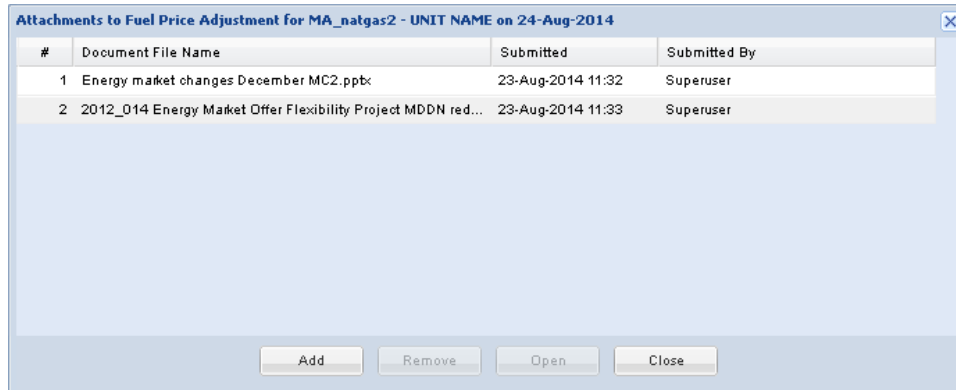 Attachments to Fuel Price Adjustment for MA_natgas2 - UNIT NAME on 24-Aug-2014
# Document File Name Submitted Submitted By
1 Energy market changes December MC2.pptx 23-Aug-2014 11:32 Superuser
2 2012_014 Energy Market Offer Flexibility Project MDDN red... 23-Aug-2014 11:33 Superuser
Add Remove Open Close